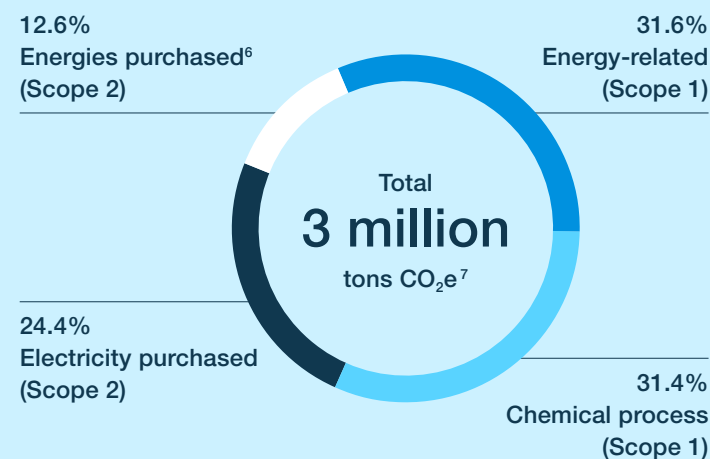 12.6%
Energies purchased⁶
(Scope 2)
31.6%
Energy-related
(Scope 1)
Total
3 million
tons CO₂e⁷
24.4%
Electricity purchased
(Scope 2)
31.4%
Chemical process
(Scope 1)